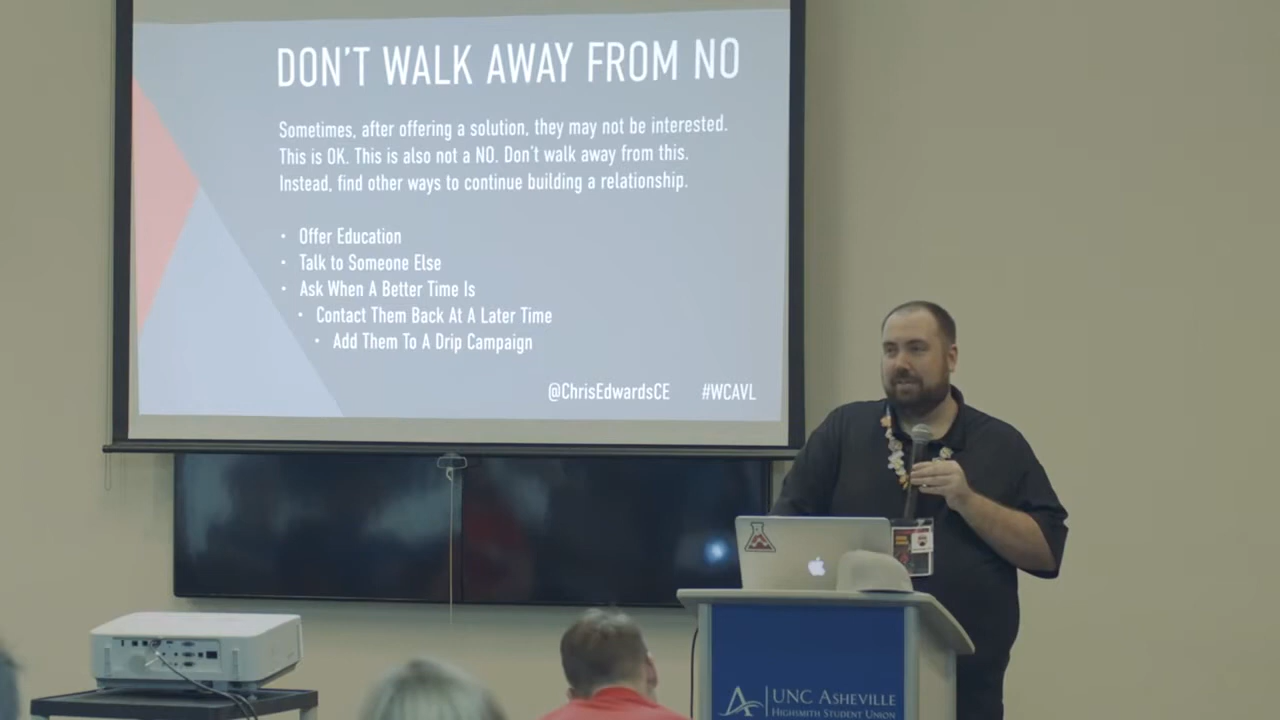 DON'T WALK AWAY FROM NO
Sometimes, after offering a solution, they may not be interested.
This is OK. This is also not a NO. Don't walk away from this.
Instead, find other ways to continue building a relationship.
• Offer Education
• Talk to Someone Else
• Ask When A Better Time Is
• Contact Them Back At A Later Time
• Add Them To A Drip Campaign
@ChrisEdwardsCE #WCAVL
UNC ASHEVILLE
HIGHSMITH STUDENT UNION